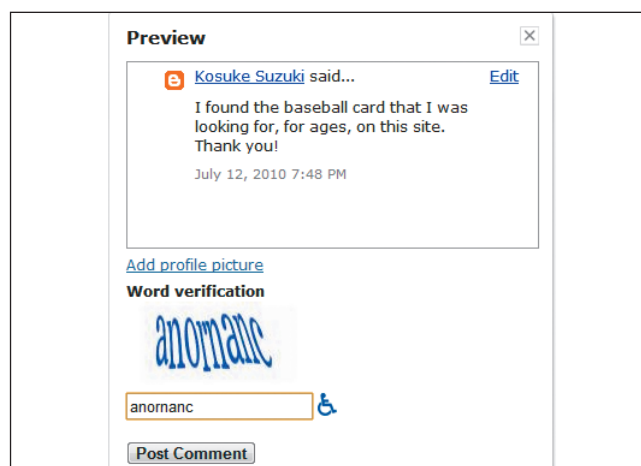 Preview
Kosuke Suzuki said... Edit
I found the baseball card that I was
looking for, for ages, on this site.
Thank you!
July 12, 2010 7:48 PM
Add profile picture
Word verification
anornanc
anornanc
Post Comment